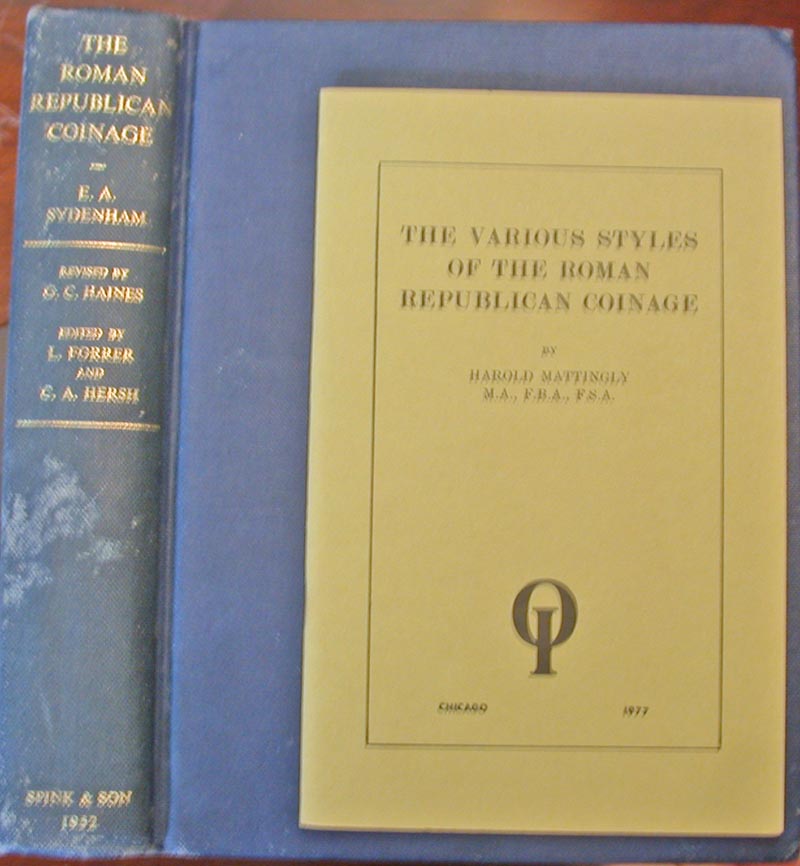 THE
ROMAN
REPUBLICAN
COINAGE
E. A.
SYDENHAM
REVISED BY
G. C. HAINES
EDITED BY
L. FORRER
AND
C. A. HERSH
SPINK & SON
1952
THE VARIOUS STYLES
OF THE ROMAN
REPUBLICAN COINAGE
BY
HAROLD MATTINGLY
M.A., F.B.A., F.S.A.
OI
CHICAGO 1977